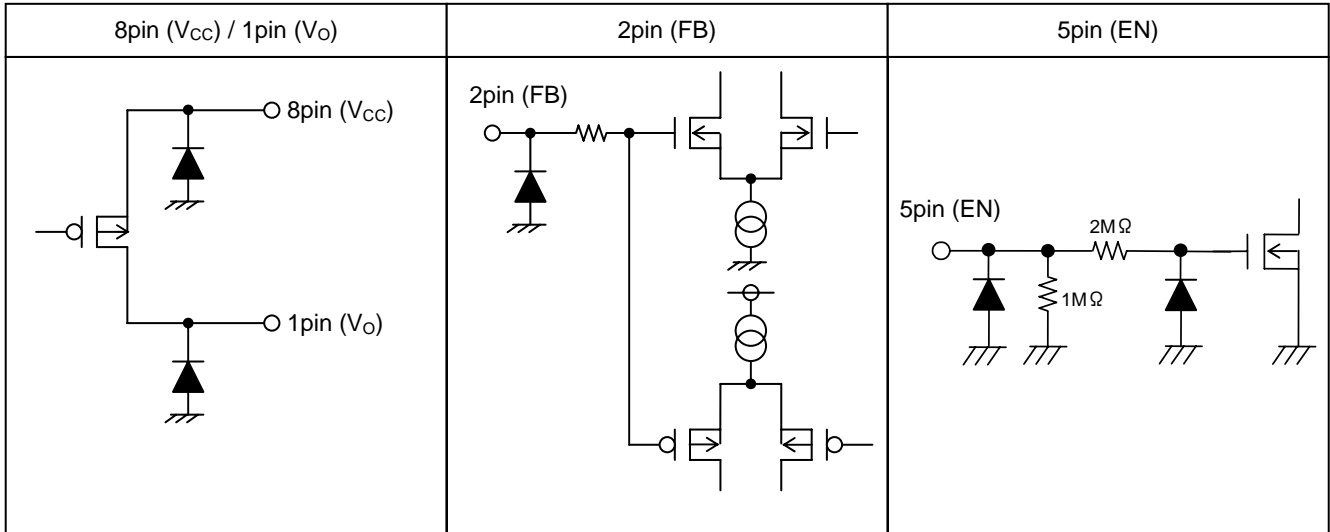 8pin (VCC) / 1pin (VO)
2pin (FB)
5pin (EN)
8pin (VCC)
1pin (VO)
2pin (FB)
5pin (EN)
2MΩ
1MΩ